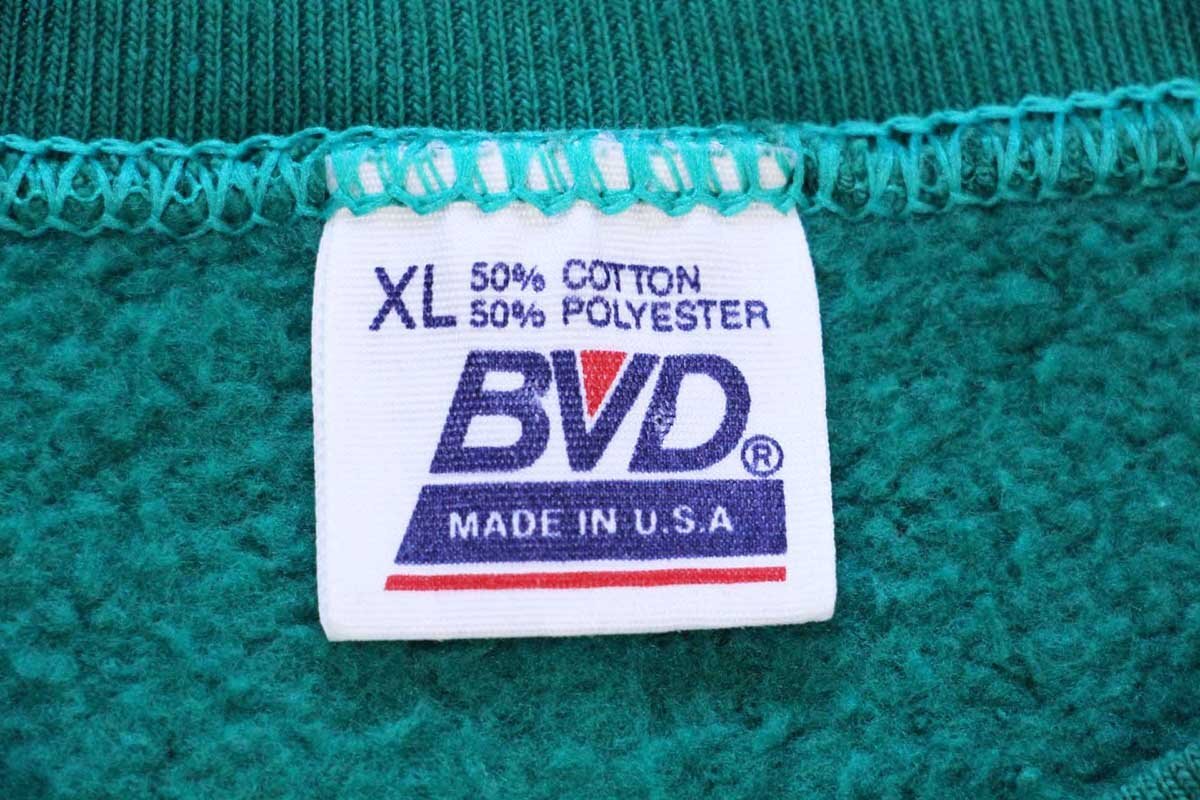 XL 50% COTTON
50% POLYESTER
BVD®
MADE IN U.S.A